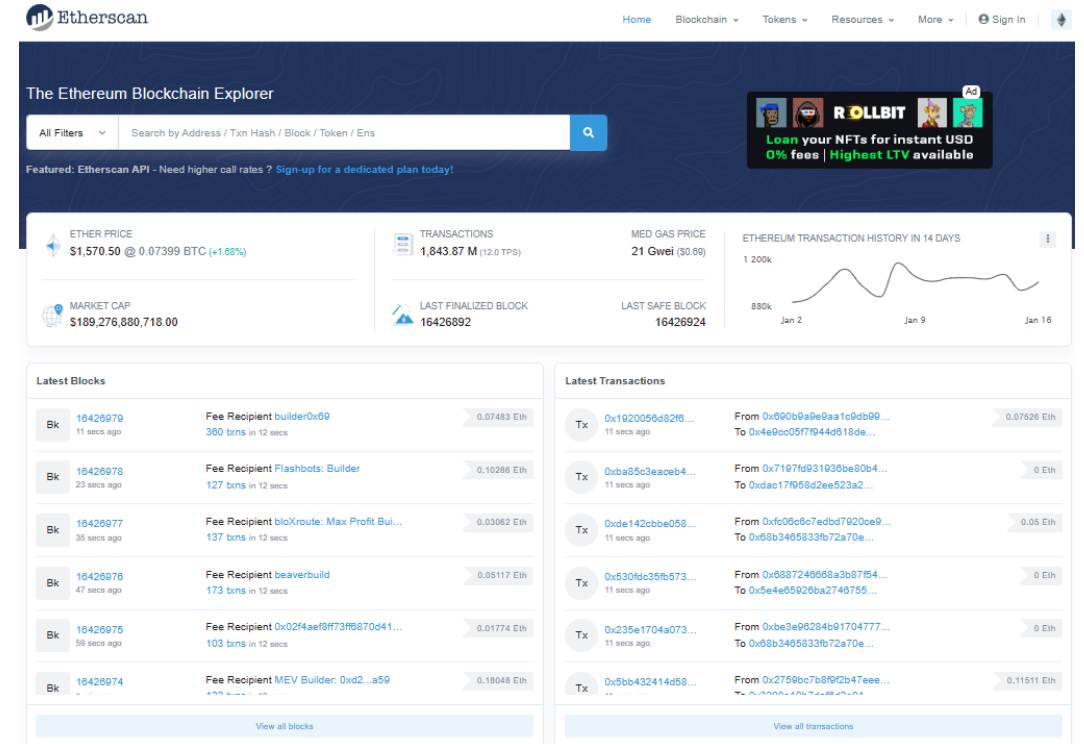 Etherscan
Home Blockchain Tokens Resources More Sign In
The Ethereum Blockchain Explorer
All Filters Search by Address / Txn Hash / Block / Token / Ens
Featured: Etherscan API - Need higher call rates ? Sign-up for a dedicated plan today!
Ad
ROLLBIT
Loan your NFTs for instant USD
0% fees | Highest LTV available
ETHER PRICE
$1,570.50 @ 0.07399 BTC (+1.68%)
MARKET CAP
$189,276,880,718.00
TRANSACTIONS
1,843.87 M (12.0 TPS)
MED GAS PRICE
21 Gwei ($0.69)
LAST FINALIZED BLOCK
16426892
LAST SAFE BLOCK
16426924
ETHEREUM TRANSACTION HISTORY IN 14 DAYS
1 200k
880k
Jan 2 Jan 9 Jan 16
Latest Blocks
Bk 16426979 Fee Recipient builder0x69 0.07483 Eth
11 secs ago 360 txns in 12 secs
Bk 16426978 Fee Recipient Flashbots: Builder 0.10286 Eth
23 secs ago 127 txns in 12 secs
Bk 16426977 Fee Recipient bloXroute: Max Profit Bui... 0.03062 Eth
35 secs ago 137 txns in 12 secs
Bk 16426976 Fee Recipient beaverbuild 0.05117 Eth
47 secs ago 173 txns in 12 secs
Bk 16426975 Fee Recipient 0x02f4aef8ff73ff6870d41... 0.01774 Eth
59 secs ago 103 txns in 12 secs
Bk 16426974 Fee Recipient MEV Builder: 0xd2...a59 0.18048 Eth
View all blocks
Latest Transactions
Tx 0x1920056d82f6... From 0x690b9a9e9aa1c9db99... 0.07526 Eth
11 secs ago To 0x4e9cc05f7f944d618de...
Tx 0xba85c3eaceb4... From 0x7197fd931936be80b4... 0 Eth
11 secs ago To 0xdac17f958d2ee523a2...
Tx 0xde142cbbe058... From 0xfc06c6c7edbd7920ce9... 0.05 Eth
11 secs ago To 0x68b3465833fb72a70e...
Tx 0x530fdc35fb573... From 0x6887246668a3b87f54... 0 Eth
11 secs ago To 0x5e4e65926ba2746755...
Tx 0x235e1704a073... From 0xbe3e96284b91704777... 0 Eth
11 secs ago To 0x68b3465833fb72a70e...
Tx 0x5bb432414d58... From 0x2759bc7b8f9f2b47eee... 0.11511 Eth
View all transactions